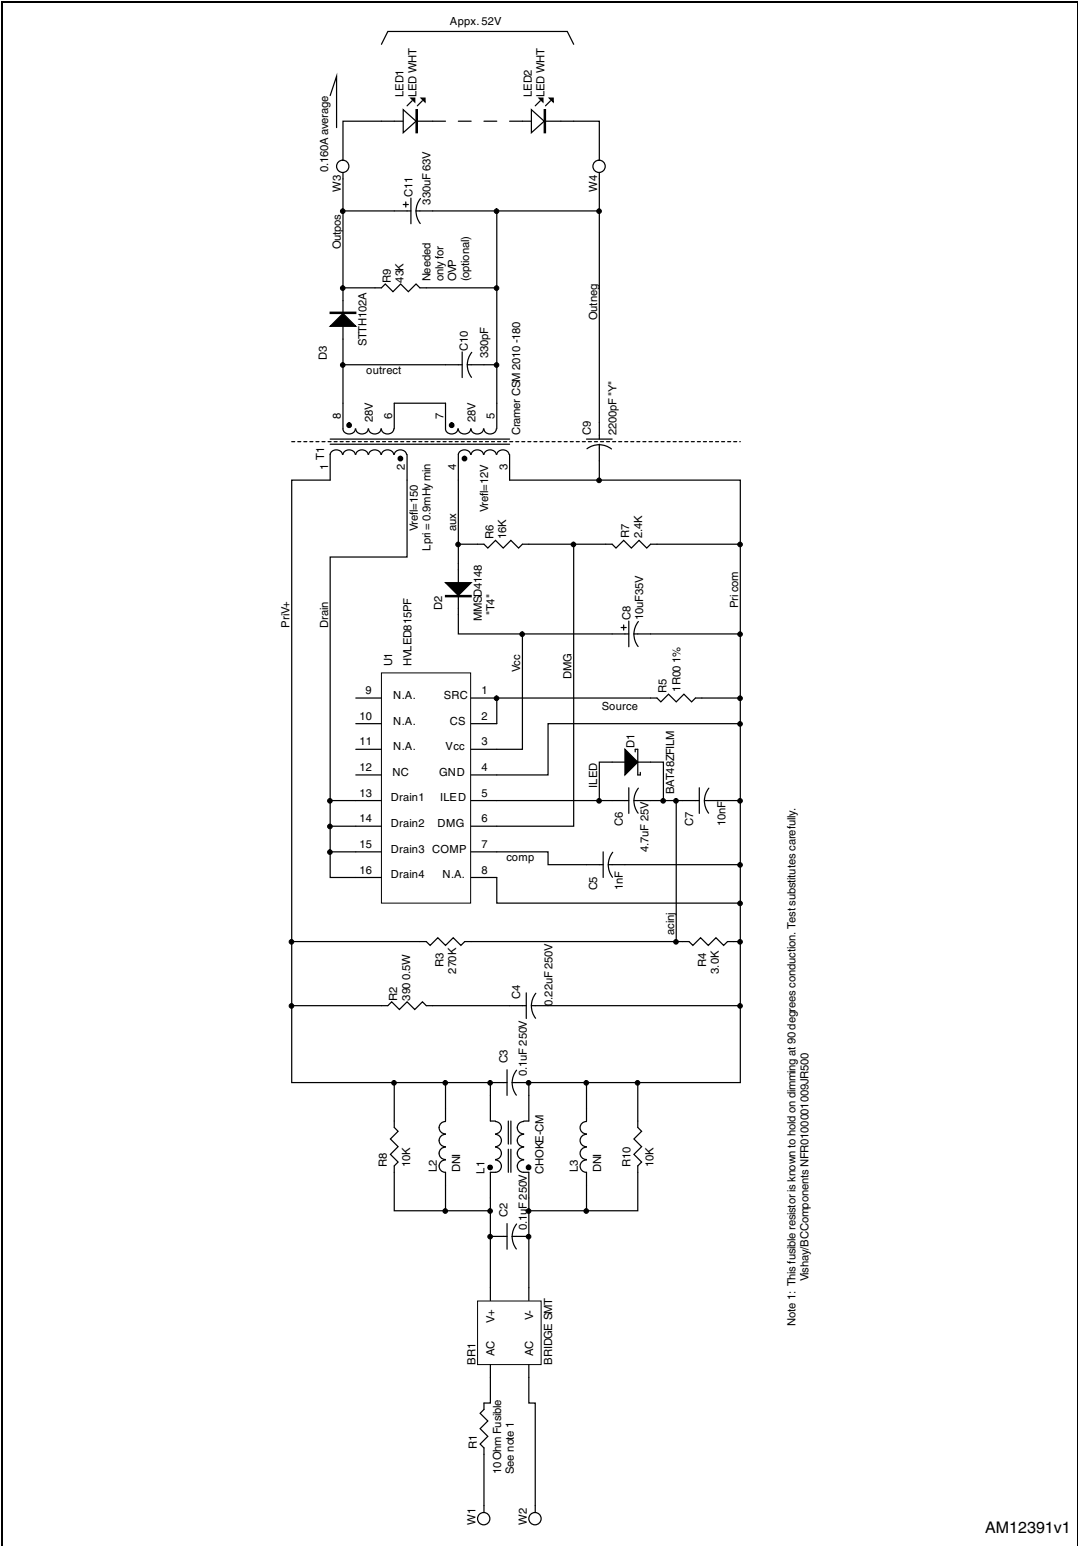 Appx. 52V
0.160A average
LED1
LED WHT
LED2
LED WHT
W3
W4
Outpos
+
C11
330uF 63V
R9
43K
Needed
only for
OVP
(optional)
D3
STTH102A
outrect
C10
330pF
Outneg
Cramer CSM 2010 -180
8
28V
6
7
28V
5
C9
2200pF "Y"
T1
1
2
4
3
Vrefl=150
Lpri = 0.9mHy min
Vrefl=12V
aux
R6
16K
R7
2.4K
PriV+
Drain
D2
MMSD4148
"T4"
+
C8
10uF35V
Pri com
U1
HVLED815PF
Vcc
DMG
R5
1R00 1%
Source
9 N.A. SRC 1
10 N.A. CS 2
11 N.A. Vcc 3
12 NC GND 4
13 Drain1 ILED 5
14 Drain2 DMG 6
15 Drain3 COMP 7
16 Drain4 N.A. 8
ILED
D1
BAT48ZFILM
C6
4.7uF 25V
C7
10nF
comp
C5
1nF
acinj
R3
270K
R4
3.0K
R2
390 0.5W
C4
0.22uF 250V
C3
0.1uF 250V
R8
10K
L2
DNI
L1
CHOKE-CM
L3
DNI
R10
10K
C2
0.1uF 250V
BR1
V+
AC
V-
AC
BRIDGE SMT
R1
10 Ohm Fusible
See note 1
W1
W2
Note 1: This fusible resistor is known to hold on dimming at 90 degrees conduction. Test substitutes carefully.
Vishay/BCComponents NFR0100001009JR500
AM12391v1